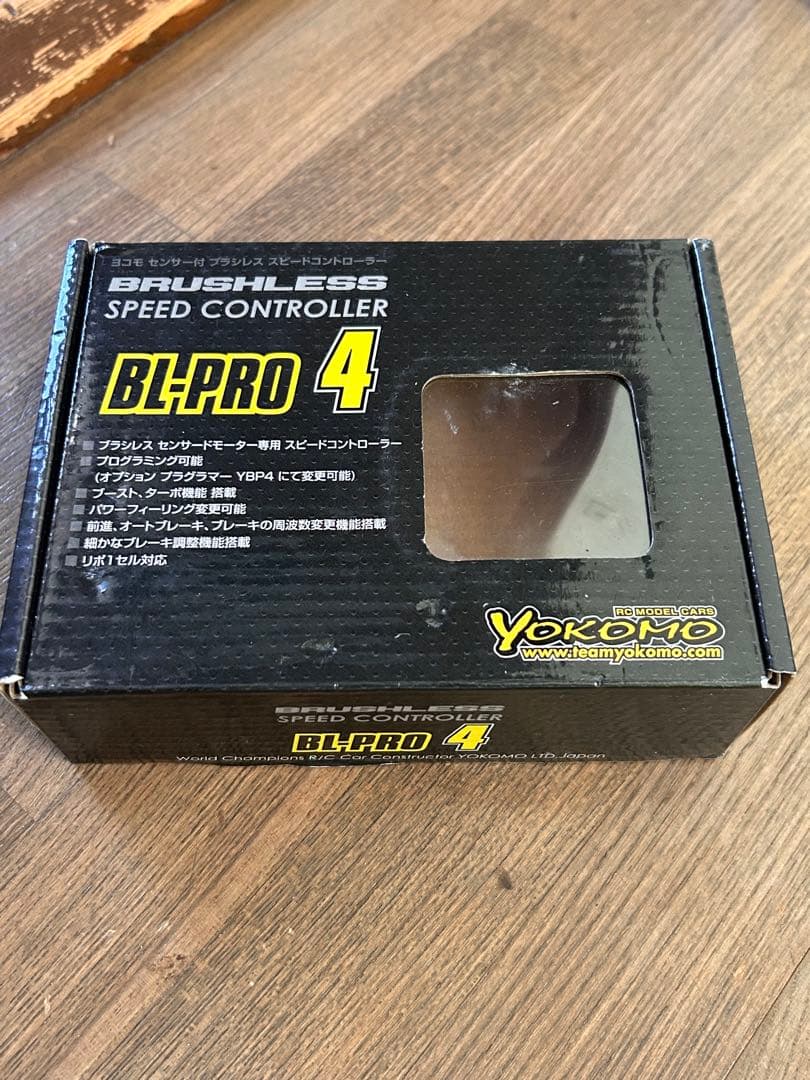 ヨコモ センサー付 ブラシレス スピードコントローラー
BRUSHLESS
SPEED CONTROLLER
BL-PRO 4
■ ブラシレス センサードモーター専用 スピードコントローラー
■ プログラミング可能
(オプション プラグラマー YBP4 にて変更可能)
■ ブースト、ターボ機能 搭載
■ パワーフィーリング変更可能
■ 前進、オートブレーキ、ブレーキの周波数変更機能搭載
■ 細かなブレーキ調整機能搭載
■ リポ1セル対応
RC MODEL CARS
YOKOMO
www.teamyokomo.com
BRUSHLESS
SPEED CONTROLLER
BL-PRO 4
World Champions R/C Car Constructor YOKOMO LTD.Japan